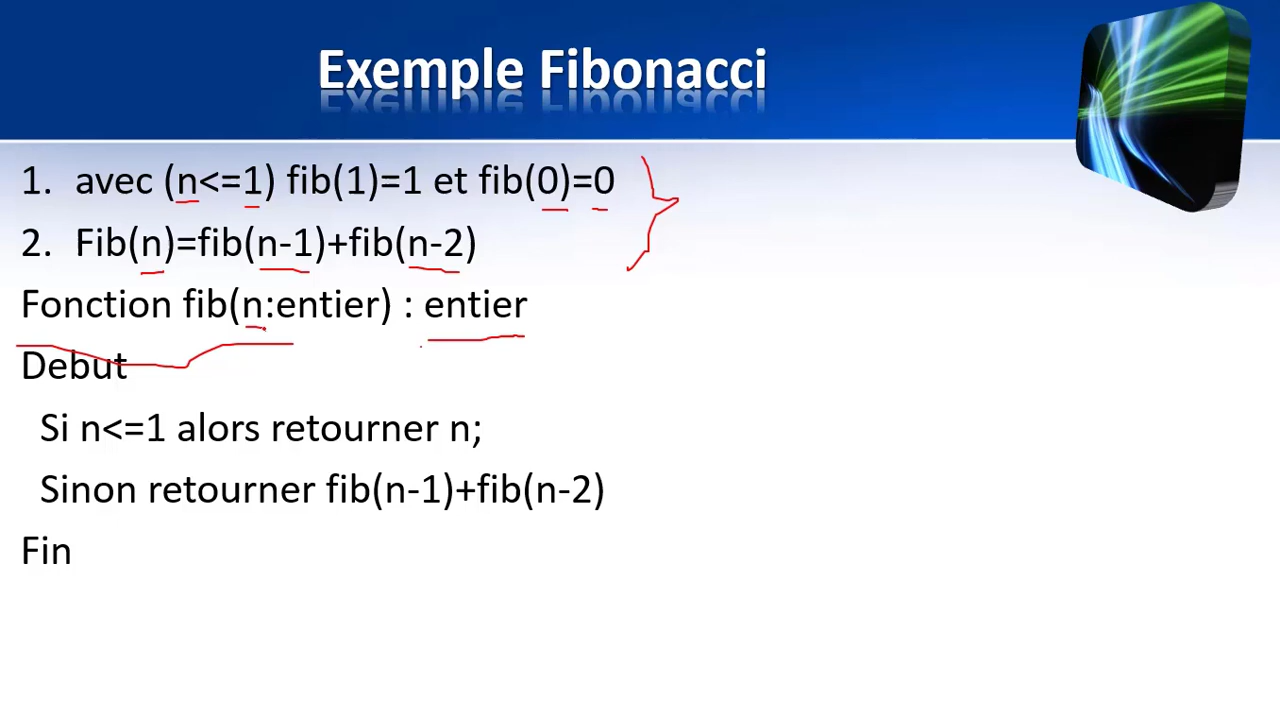 Exemple Fibonacci
1. avec (n<=1) fib(1)=1 et fib(0)=0
2. Fib(n)=fib(n-1)+fib(n-2)
Fonction fib(n:entier) : entier
Debut
Si n<=1 alors retourner n;
Sinon retourner fib(n-1)+fib(n-2)
Fin